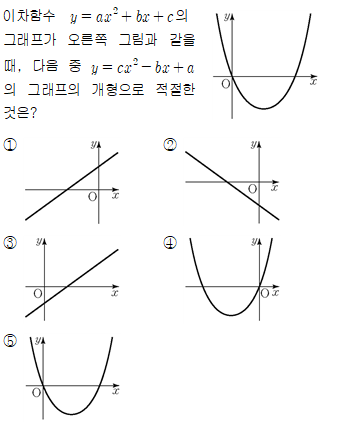 이차함수 y=ax²+bx+c의
그래프가 오른쪽 그림과 같을
때, 다음 중 y=cx²-bx+a
의 그래프의 개형으로 적절한
것은?
y
O
x
①
y
O
x
②
y
O
x
③
y
O
x
④
y
O
x
⑤
y
O
x